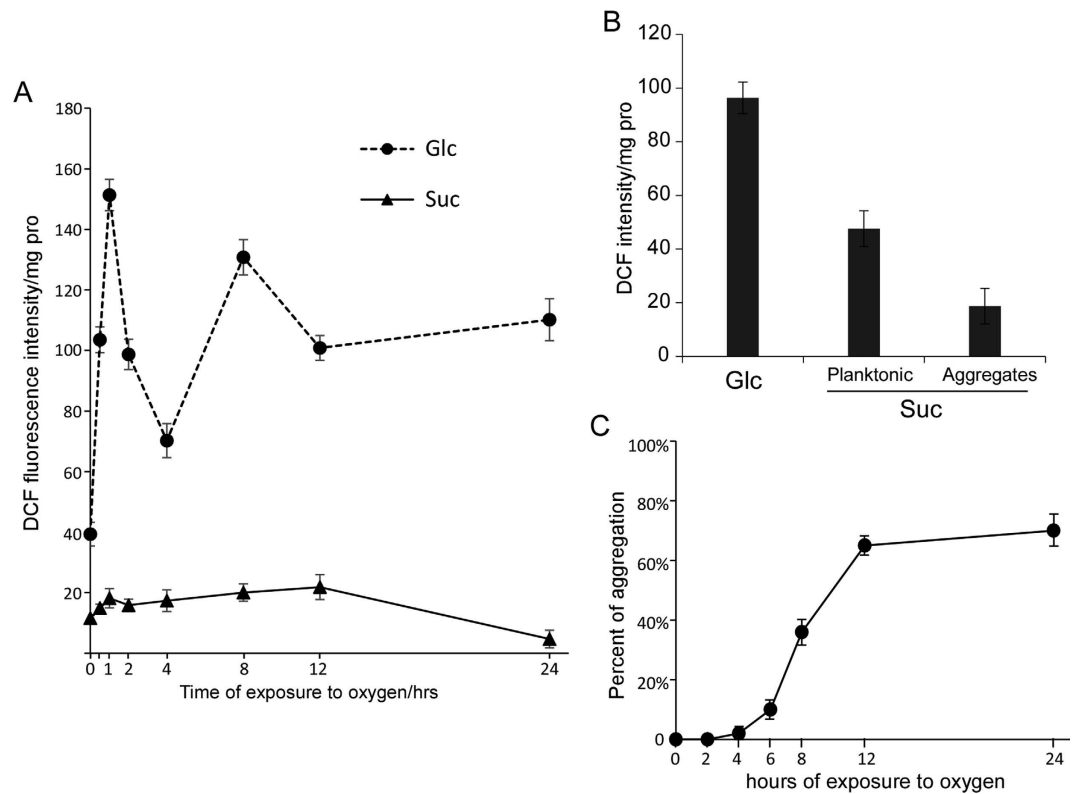 A
180
160
140
120
100
80
60
40
20
DCF fluorescence intensity/mg pro
Glc
Suc
0 1 2 4 8 12 24
Time of exposure to oxygen/hrs
B
120
100
80
60
40
20
0
DCF intensity/mg pro
Glc
Planktonic Aggregates
Suc
C
100%
80%
60%
40%
20%
0
Percent of aggregation
0 2 4 6 8 12 24
hours of exposure to oxygen